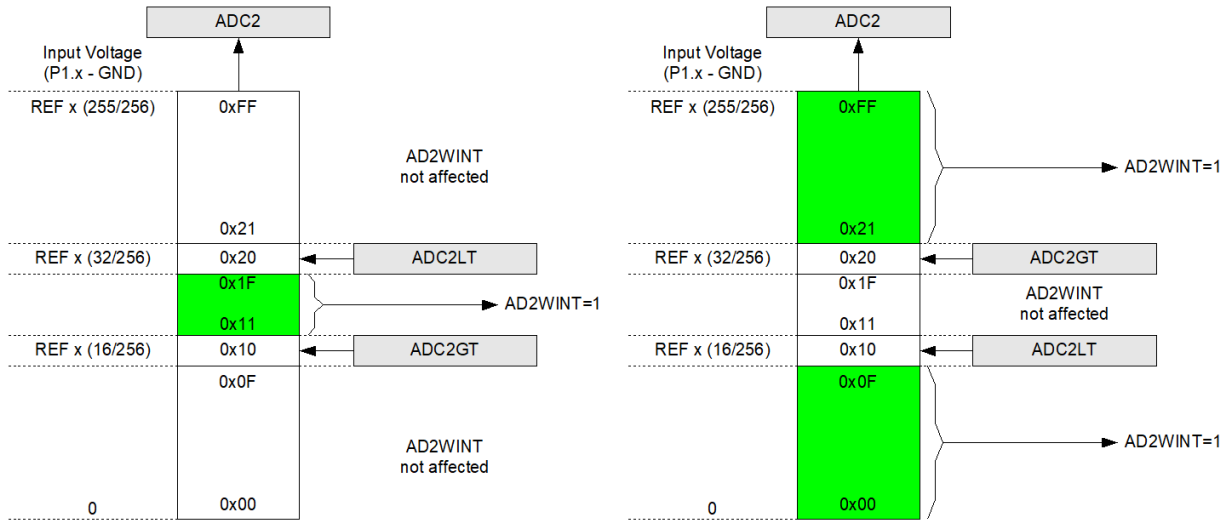 ADC2
Input Voltage
(P1.x - GND)
REF x (255/256)
0xFF
AD2WINT
not affected
0x21
REF x (32/256)
0x20
ADC2LT
0x1F
AD2WINT=1
0x11
REF x (16/256)
0x10
ADC2GT
0x0F
AD2WINT
not affected
0
0x00
ADC2
Input Voltage
(P1.x - GND)
REF x (255/256)
0xFF
AD2WINT=1
0x21
REF x (32/256)
0x20
ADC2GT
0x1F
AD2WINT
not affected
0x11
REF x (16/256)
0x10
ADC2LT
0x0F
AD2WINT=1
0
0x00